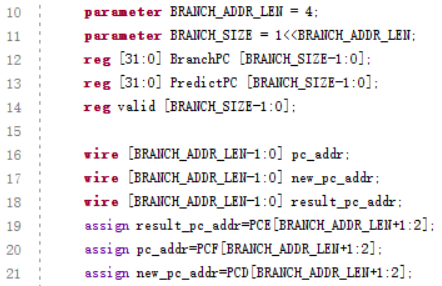 10 parameter BRANCH_ADDR_LEN = 4;
11 parameter BRANCH_SIZE = 1<<BRANCH_ADDR_LEN;
12 reg [31:0] BranchPC [BRANCH_SIZE-1:0];
13 reg [31:0] PredictPC [BRANCH_SIZE-1:0];
14 reg valid [BRANCH_SIZE-1:0];
15
16 wire [BRANCH_ADDR_LEN-1:0] pc_addr;
17 wire [BRANCH_ADDR_LEN-1:0] new_pc_addr;
18 wire [BRANCH_ADDR_LEN-1:0] result_pc_addr;
19 assign result_pc_addr=PCE[BRANCH_ADDR_LEN+1:2];
20 assign pc_addr=PCF[BRANCH_ADDR_LEN+1:2];
21 assign new_pc_addr=PCD[BRANCH_ADDR_LEN+1:2];